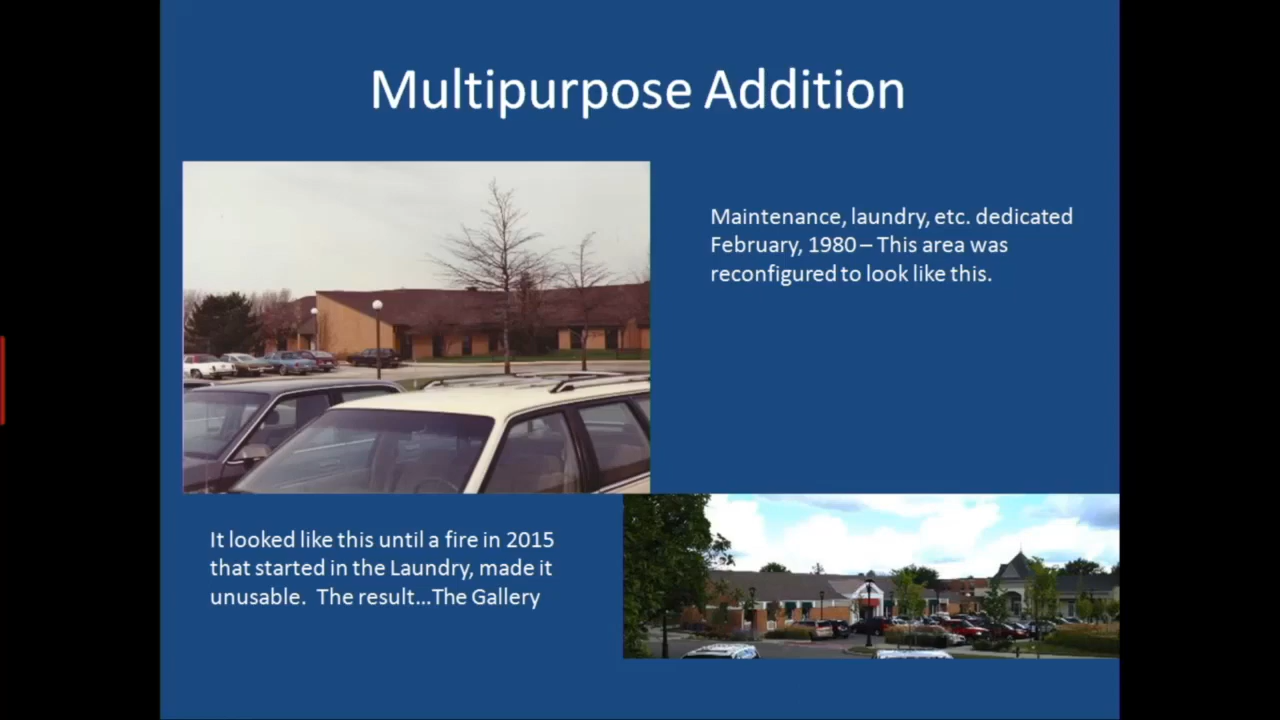 Multipurpose Addition
Maintenance, laundry, etc. dedicated
February, 1980 – This area was
reconfigured to look like this.
It looked like this until a fire in 2015
that started in the Laundry, made it
unusable.  The result…The Gallery